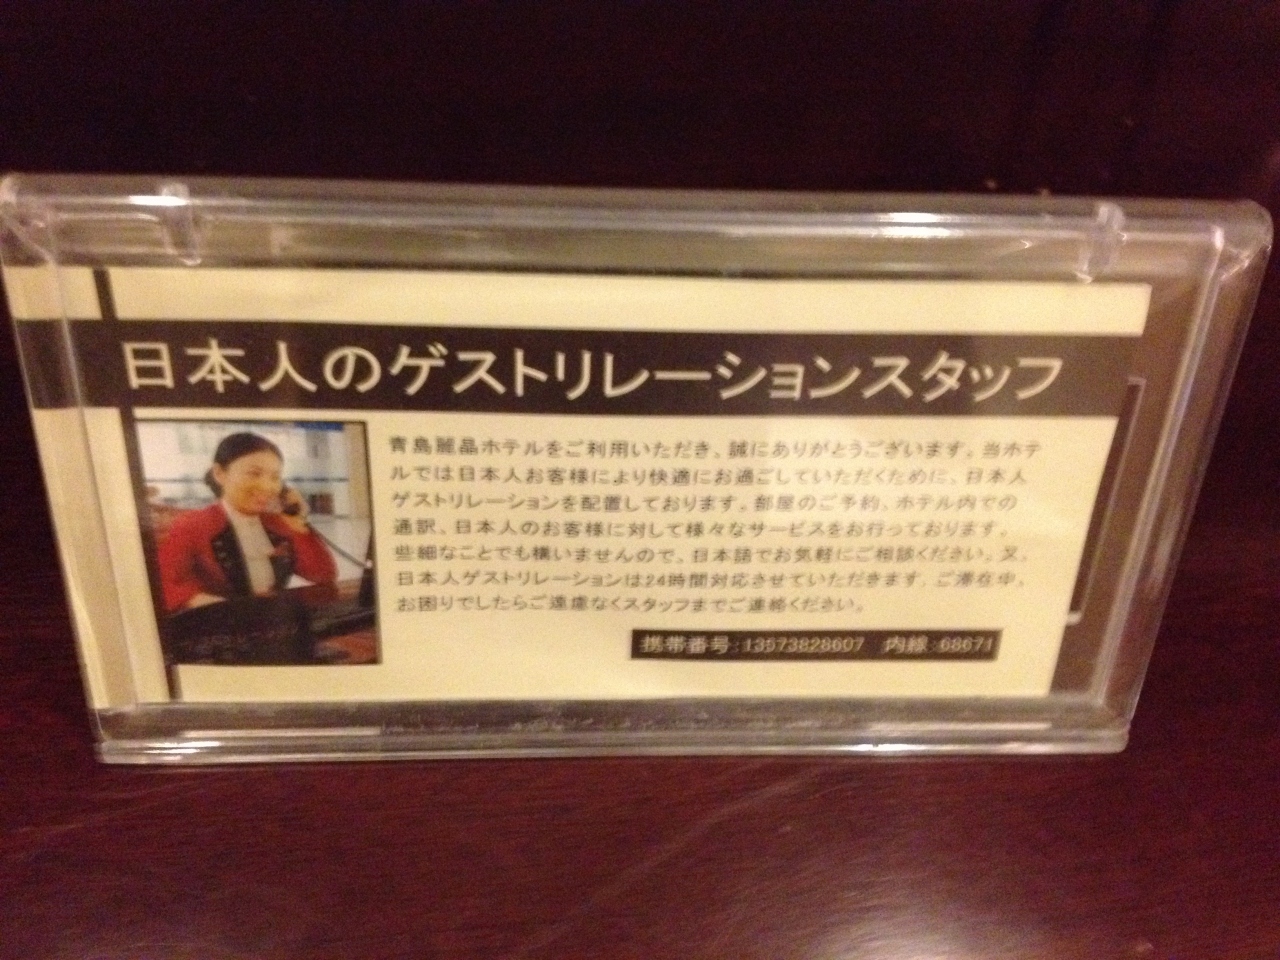 日本人のゲストリレーションスタッフ
青島麗晶ホテルをご利用いただき、誠にありがとうございます。当ホテ
ルでは日本人お客様により快適にお過ごしていただくために、日本人
ゲストリレーションを配置しております。部屋のご予約、ホテル内での
通訳、日本人のお客様に対して様々なサービスをお行っております。
些細なことでも構いませんので、日本語でお気軽にご相談ください。又、
日本人ゲストリレーションは24時間対応させていただきます。ご滞在中、
お困りでしたらご遠慮なくスタッフまでご連絡ください。
携帯番号:13573828607 内線:68671